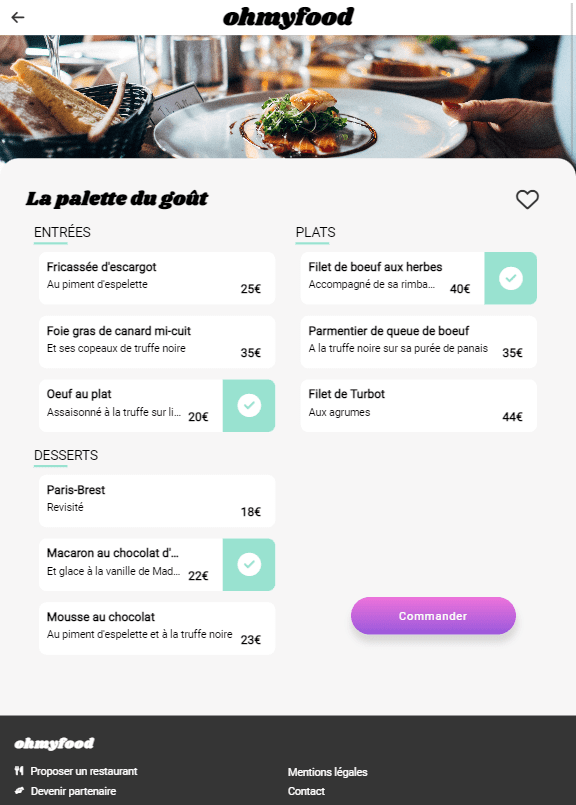 ohmyfood
La palette du goût
ENTRÉES
Fricassée d'escargot
Au piment d'espelette
25€
Foie gras de canard mi-cuit
Et ses copeaux de truffe noire
35€
Oeuf au plat
Assaisonné à la truffe sur li...
20€
PLATS
Filet de boeuf aux herbes
Accompagné de sa rimba...
40€
Parmentier de queue de boeuf
A la truffe noire sur sa purée de panais
35€
Filet de Turbot
Aux agrumes
44€
DESSERTS
Paris-Brest
Revisité
18€
Macaron au chocolat d'...
Et glace à la vanille de Mad...
22€
Mousse au chocolat
Au piment d'espelette et à la truffe noire
23€
Commander
ohmyfood
Proposer un restaurant
Devenir partenaire
Mentions légales
Contact